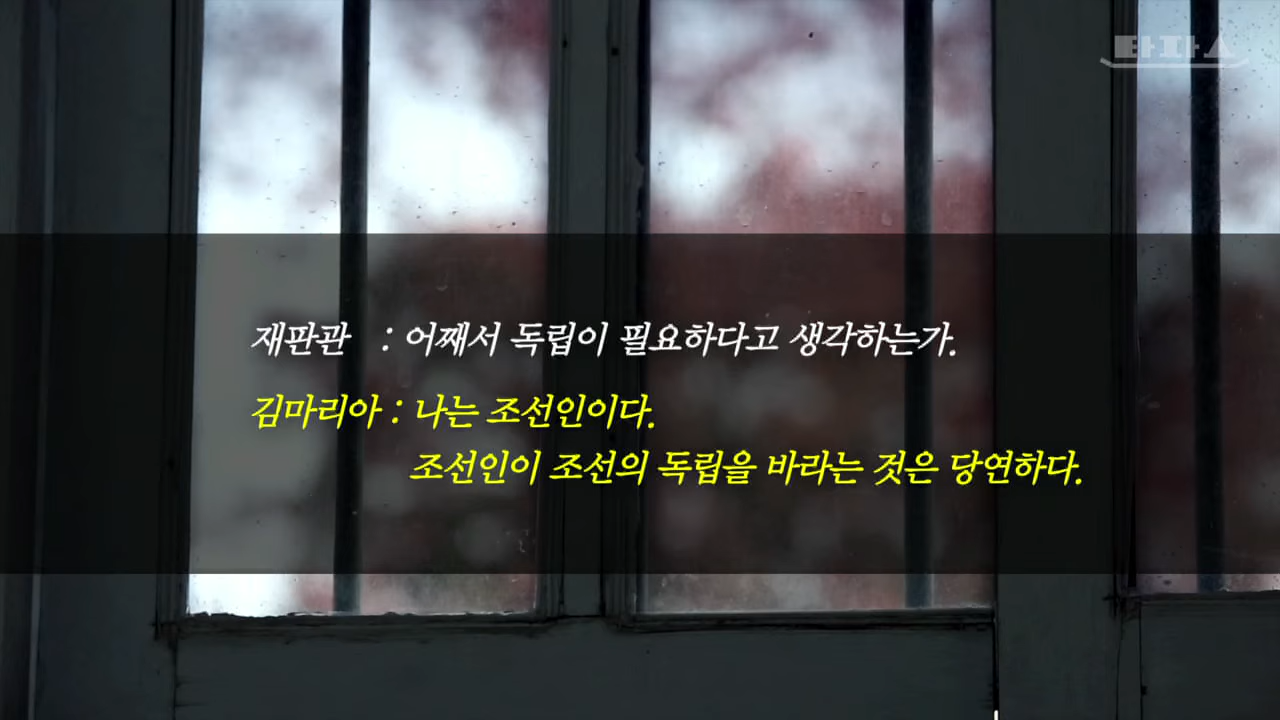 타파스
재판관 : 어째서 독립이 필요하다고 생각하는가.
김마리아 : 나는 조선인이다.
조선인이 조선의 독립을 바라는 것은 당연하다.